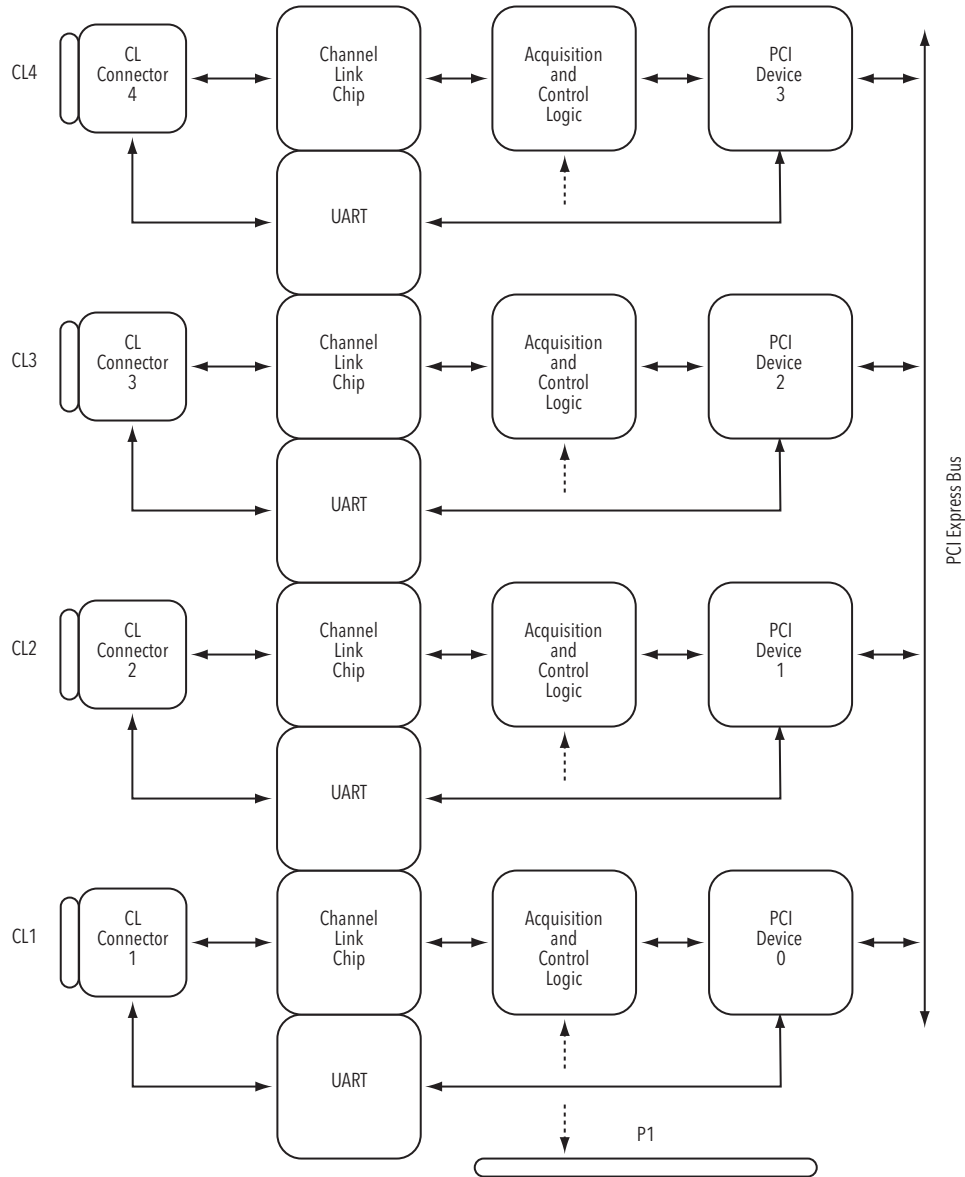 CL4
CL
Connector
4
Channel
Link
Chip
Acquisition
and
Control
Logic
PCI
Device
3
UART
CL3
CL
Connector
3
Channel
Link
Chip
Acquisition
and
Control
Logic
PCI
Device
2
UART
PCI Express Bus
CL2
CL
Connector
2
Channel
Link
Chip
Acquisition
and
Control
Logic
PCI
Device
1
UART
CL1
CL
Connector
1
Channel
Link
Chip
Acquisition
and
Control
Logic
PCI
Device
0
UART
P1